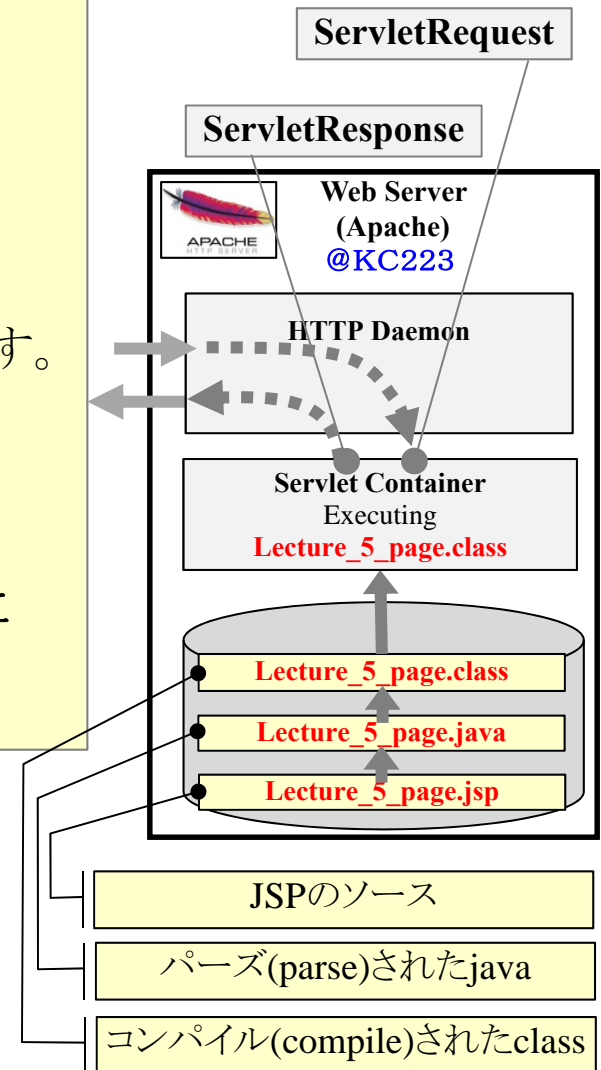 ServletRequest
ServletResponse
APACHE
HTTP SERVER
Web Server
(Apache)
@KC223
す。
HTTP Daemon
Servlet Container
Executing
Lecture_5_page.class
Lecture_5_page.class
Lecture_5_page.java
Lecture_5_page.jsp
JSPのソース
パーズ(parse)されたjava
コンパイル(compile)されたclass